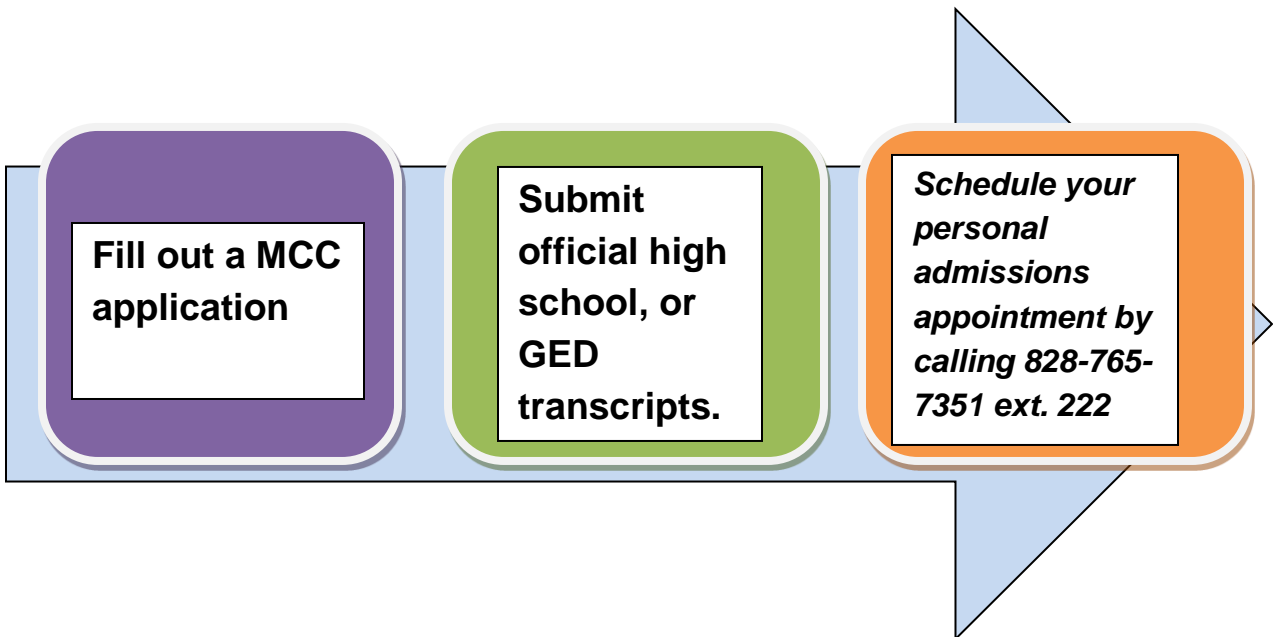 Fill out a MCC
application
Submit
official high
school, or
GED
transcripts.
Schedule your
personal
admissions
appointment by
calling 828-765-
7351 ext. 222